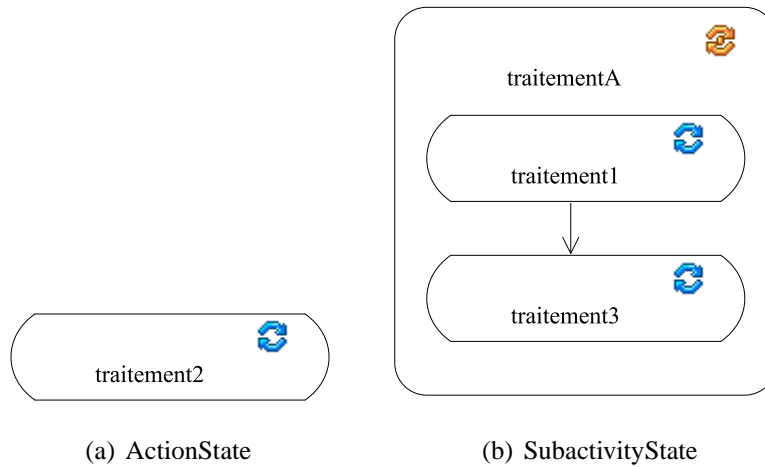 traitementA
traitement1
traitement3
traitement2
(a) ActionState
(b) SubactivityState